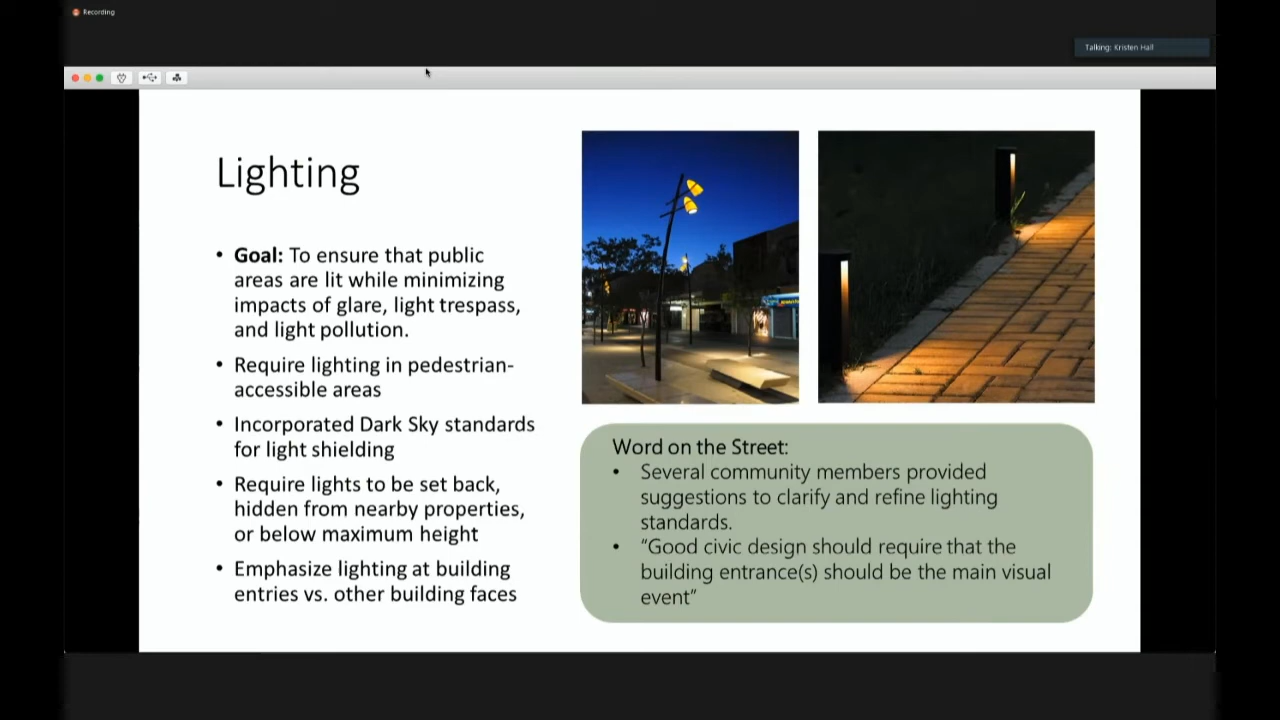 Recording
Talking: Kristen Hall
Lighting
• Goal: To ensure that public
areas are lit while minimizing
impacts of glare, light trespass,
and light pollution.
• Require lighting in pedestrian-
accessible areas
• Incorporated Dark Sky standards
for light shielding
• Require lights to be set back,
hidden from nearby properties,
or below maximum height
• Emphasize lighting at building
entries vs. other building faces
Word on the Street:
• Several community members provided
suggestions to clarify and refine lighting
standards.
• “Good civic design should require that the
building entrance(s) should be the main visual
event”